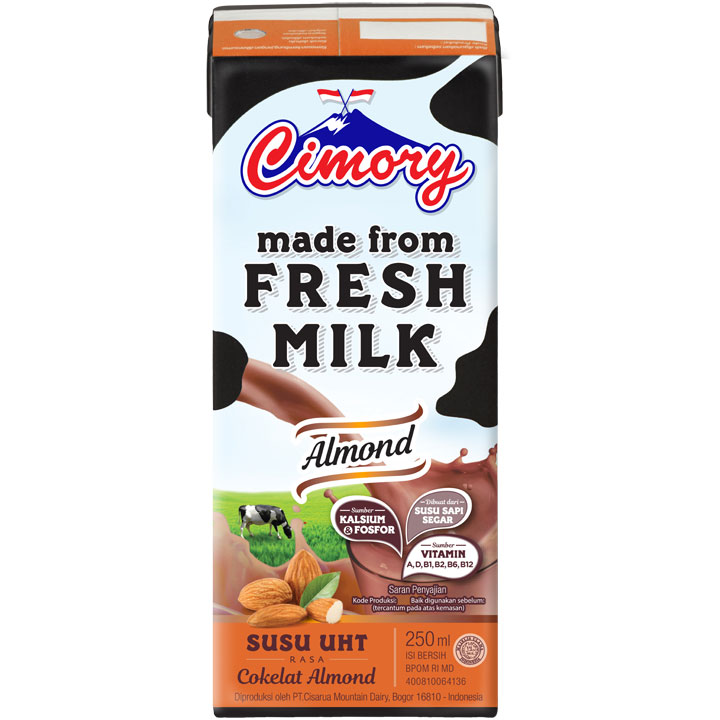 Cimory
made from
FRESH
MILK
Almond
Sumber
KALSIUM
& FOSFOR
Dibuat dari
SUSU SAPI
SEGAR
Sumber
VITAMIN
A, D, B1, B2, B6, B12
Saran Penyajian
Kode Produksi: Baik digunakan sebelum:
(tercantum pada atas kemasan)
SUSU UHT
RASA
Cokelat Almond
250 ml
ISI BERSIH
BPOM RI MD
400810064136
Diproduksi oleh PT.Cisarua Mountain Dairy, Bogor 16810 - Indonesia